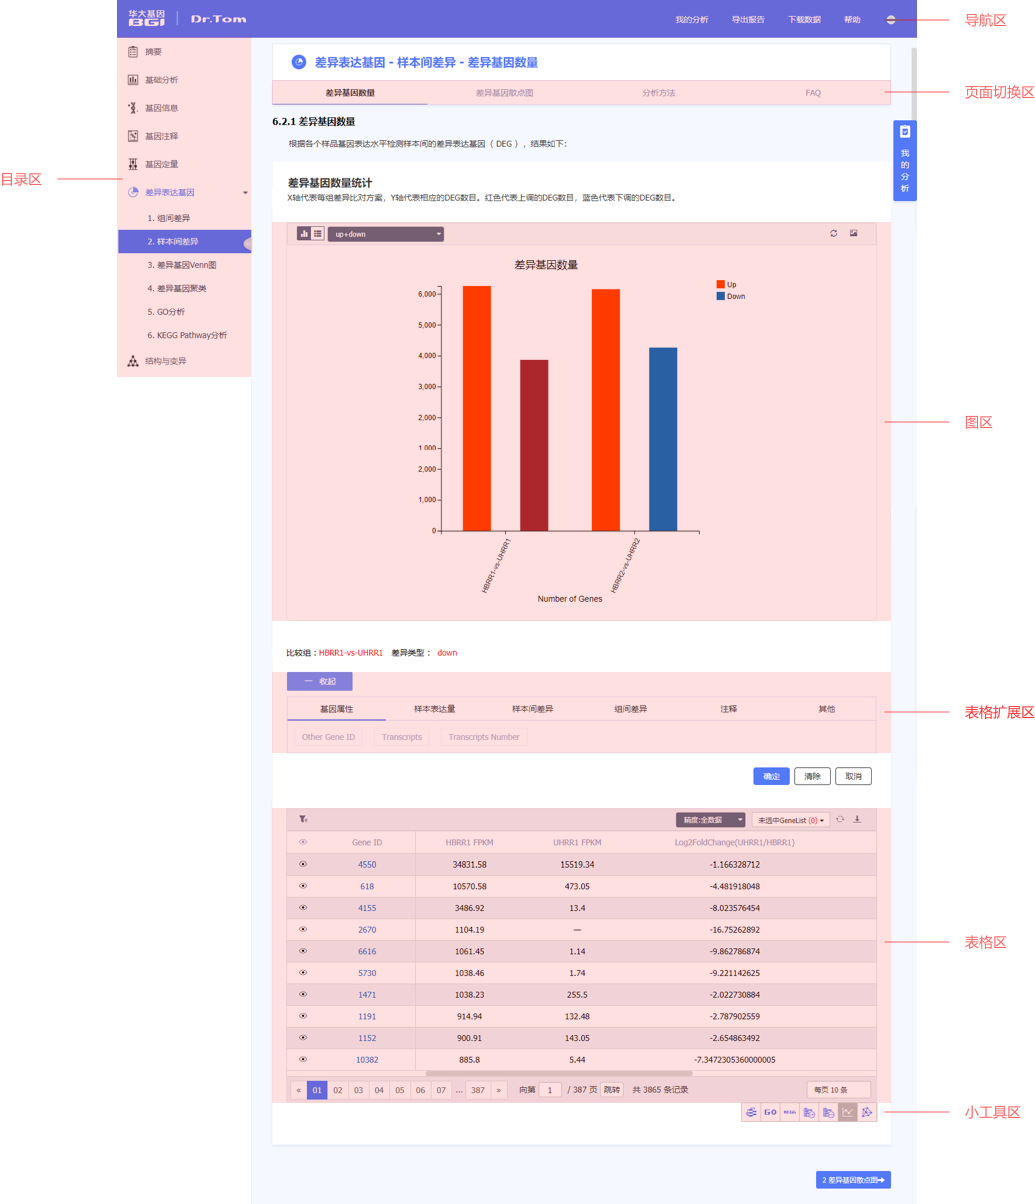 华大基因
BGI
Dr.Tom
我的分析
导出报告
下载数据
帮助
导航区
摘要
基础分析
基因信息
基因注释
基因定量
差异表达基因
1. 组间差异
2. 样本间差异
3. 差异基因Venn图
4. 差异基因聚类
5. GO分析
6. KEGG Pathway分析
结构与变异
目录区
差异表达基因 - 样本间差异 - 差异基因数量
差异基因数量
差异基因散点图
分析方法
FAQ
页面切换区
我的分析
6.2.1 差异基因数量
根据各个样品基因表达水平检测样本间的差异表达基因（ DEG ），结果如下：
差异基因数量统计
X轴代表每组差异比对方案，Y轴代表相应的DEG数目。红色代表上调的DEG数目，蓝色代表下调的DEG数目。
up+down
差异基因数量
Up
Down
6,000
5,000
4,000
3,000
2,000
1,000
2,000
1,000
0
HBRR1-vs-UHRR1
HBRR2-vs-UHRR2
Number of Genes
图区
比较组：HBRR1-vs-UHRR1 差异类型： down
— 收起
基因属性
样本表达量
样本间差异
组间差异
注释
其他
表格扩展区
Other Gene ID
Transcripts
Transcripts Number
确定
清除
取消
精度:全数据
未选中GeneList (0)
Gene ID HBRR1 FPKM UHRR1 FPKM Log2FoldChange(UHRR1/HBRR1)
4550 34831.58 15519.34 -1.166328712
618 10570.58 473.05 -4.481918048
4155 3486.92 13.4 -8.023576454
2670 1104.19 — -16.75262892
6616 1061.45 1.14 -9.862786874
5730 1038.46 1.74 -9.221142625
1471 1038.23 255.5 -2.022730884
1191 914.94 132.48 -2.787902559
1152 900.91 143.05 -2.654863492
10382 885.8 5.44 -7.3472305360000005
表格区
« 01 02 03 04 05 06 07 ... 387 » 向第 1 / 387 页 跳转 共 3865 条记录
每页 10 条
GO
KEGG
小工具区
2 差异基因散点图